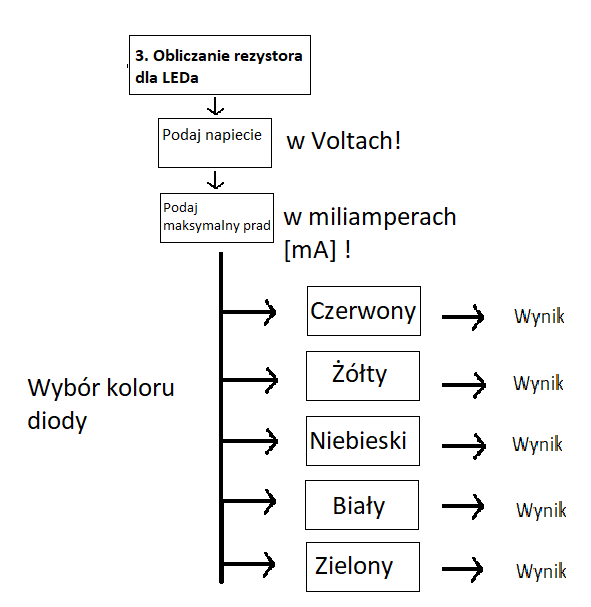 3. Obliczanie rezystora
dla LEDa
Podaj napiecie
w Voltach!
Podaj
maksymalny prad
w miliamperach
[mA] !
Czerwony
Wynik
Żółty
Wynik
Wybór koloru
diody
Niebieski
Wynik
Biały
Wynik
Zielony
Wynik